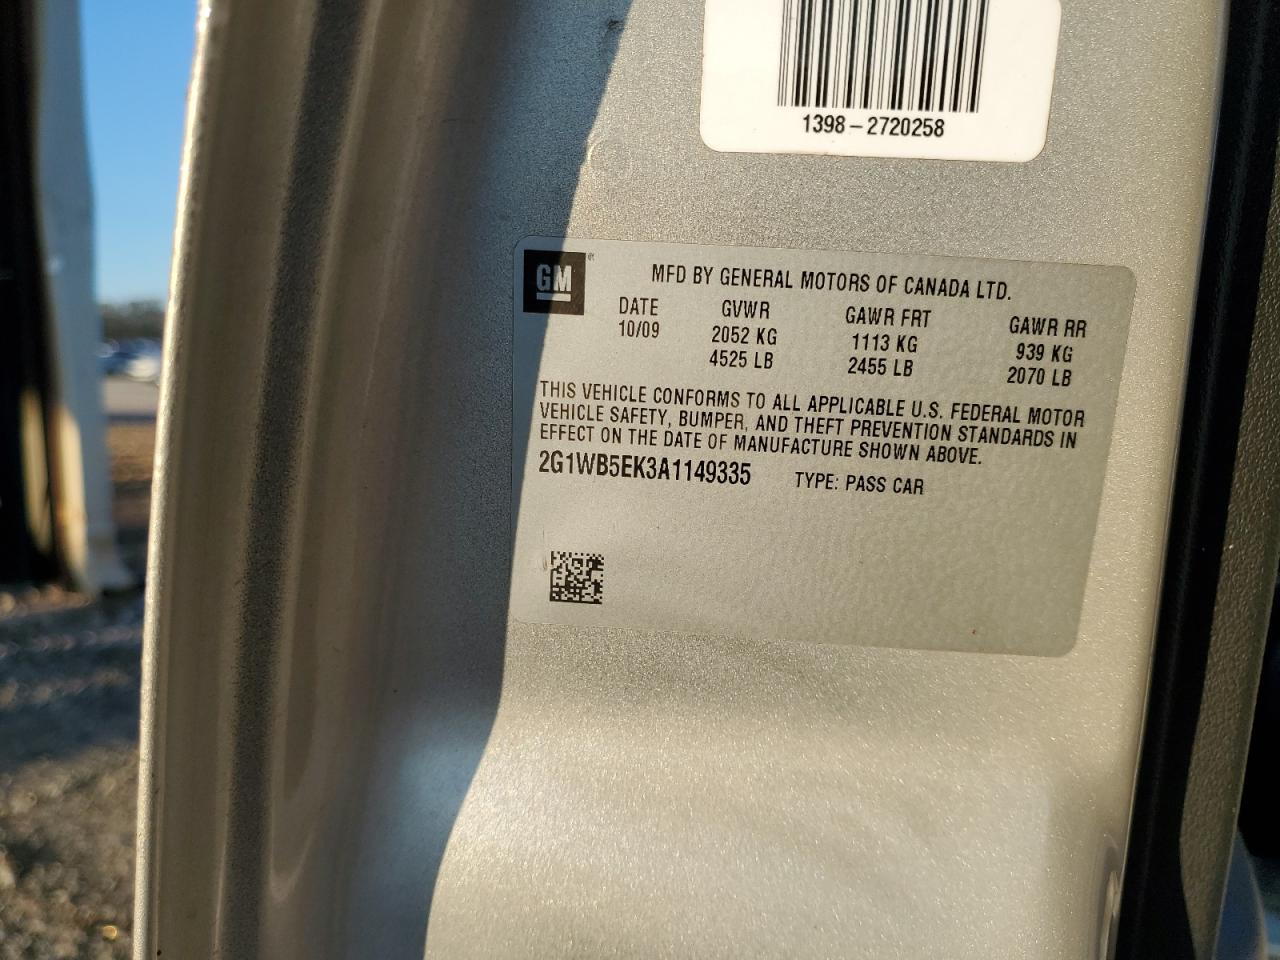 1398-2720258
GM
MFD BY GENERAL MOTORS OF CANADA LTD.
DATE GVWR GAWR FRT GAWR RR
10/09 2052 KG 1113 KG 939 KG
4525 LB 2455 LB 2070 LB
THIS VEHICLE CONFORMS TO ALL APPLICABLE U.S. FEDERAL MOTOR
VEHICLE SAFETY, BUMPER, AND THEFT PREVENTION STANDARDS IN
EFFECT ON THE DATE OF MANUFACTURE SHOWN ABOVE.
2G1WB5EK3A1149335 TYPE: PASS CAR